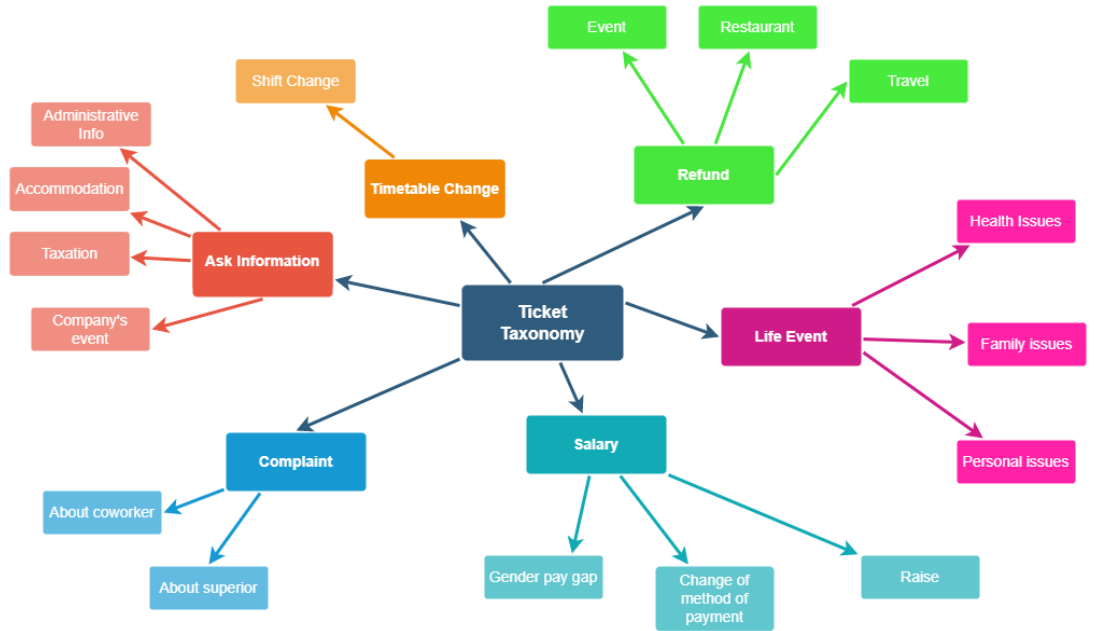 Event
Restaurant
Travel
Shift Change
Administrative
Info
Accommodation
Taxation
Company's
event
Timetable Change
Refund
Ask Information
Health Issues
Ticket
Taxonomy
Life Event
Family issues
Personal issues
Complaint
Salary
About coworker
About superior
Gender pay gap
Change of
method of
payment
Raise